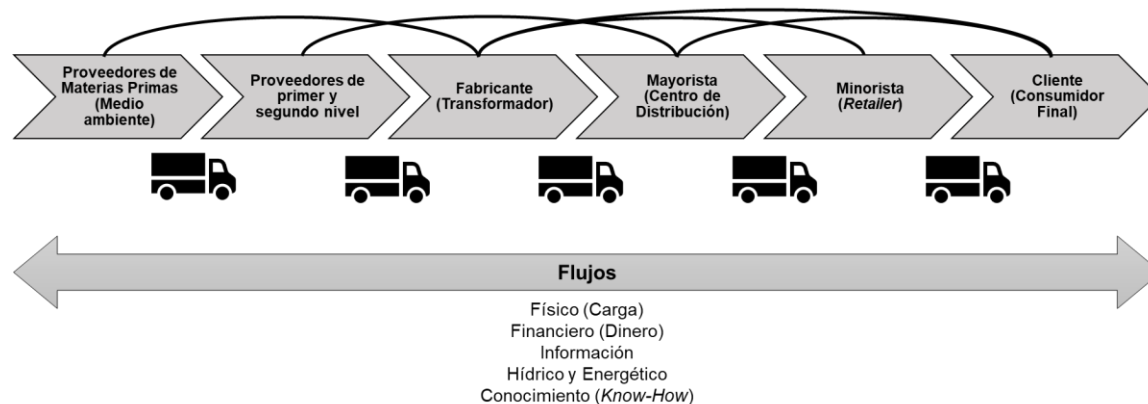 Proveedores de
Materias Primas
(Medio
ambiente)
Proveedores de
primer y
segundo nivel
Fabricante
(Transformador)
Mayorista
(Centro de
Distribución)
Minorista
(Retailer)
Cliente
(Consumidor
Final)
Flujos
Físico (Carga)
Financiero (Dinero)
Información
Hídrico y Energético
Conocimiento (Know-How)